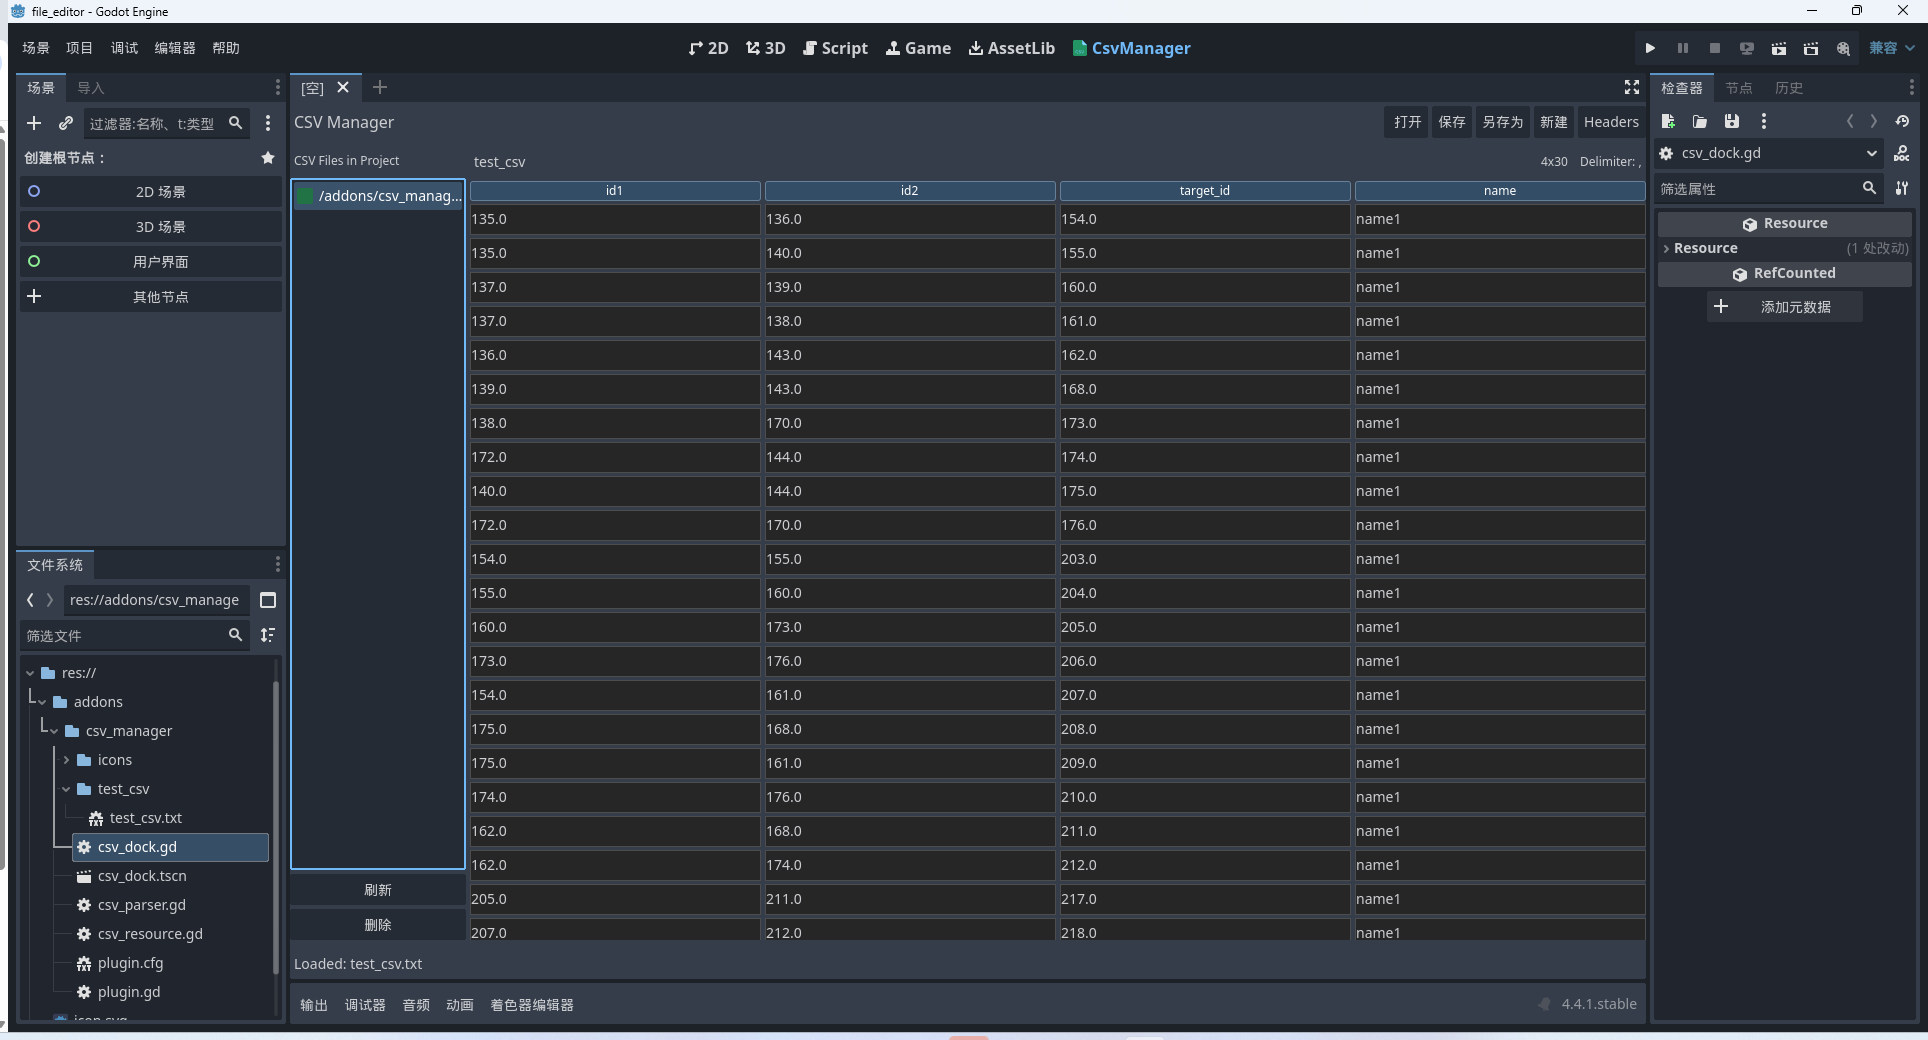 file_editor - Godot Engine
场景 项目 调试 编辑器 帮助
2D 3D Script Game AssetLib CsvManager
兼容
场景 导入
过滤器:名称、t:类型
创建根节点：
2D 场景
3D 场景
用户界面
其他节点
文件系统
res://addons/csv_manage
筛选文件
res://
addons
csv_manager
icons
test_csv
test_csv.txt
csv_dock.gd
csv_dock.tscn
csv_parser.gd
csv_resource.gd
plugin.cfg
plugin.gd
icon.svg
[空]
CSV Manager
打开 保存 另存为 新建 Headers
CSV Files in Project
test_csv
4x30 Delimiter: ,
/addons/csv_manag...
刷新
删除
id1 id2 target_id name
135.0 136.0 154.0 name1
135.0 140.0 155.0 name1
137.0 139.0 160.0 name1
137.0 138.0 161.0 name1
136.0 143.0 162.0 name1
139.0 143.0 168.0 name1
138.0 170.0 173.0 name1
172.0 144.0 174.0 name1
140.0 144.0 175.0 name1
172.0 170.0 176.0 name1
154.0 155.0 203.0 name1
155.0 160.0 204.0 name1
160.0 173.0 205.0 name1
173.0 176.0 206.0 name1
154.0 161.0 207.0 name1
175.0 168.0 208.0 name1
175.0 161.0 209.0 name1
174.0 176.0 210.0 name1
162.0 168.0 211.0 name1
162.0 174.0 212.0 name1
205.0 211.0 217.0 name1
207.0 212.0 218.0 name1
Loaded: test_csv.txt
输出 调试器 音频 动画 着色器编辑器
4.4.1.stable
检查器 节点 历史
csv_dock.gd
DOC
筛选属性
Resource
Resource (1 处改动)
RefCounted
添加元数据